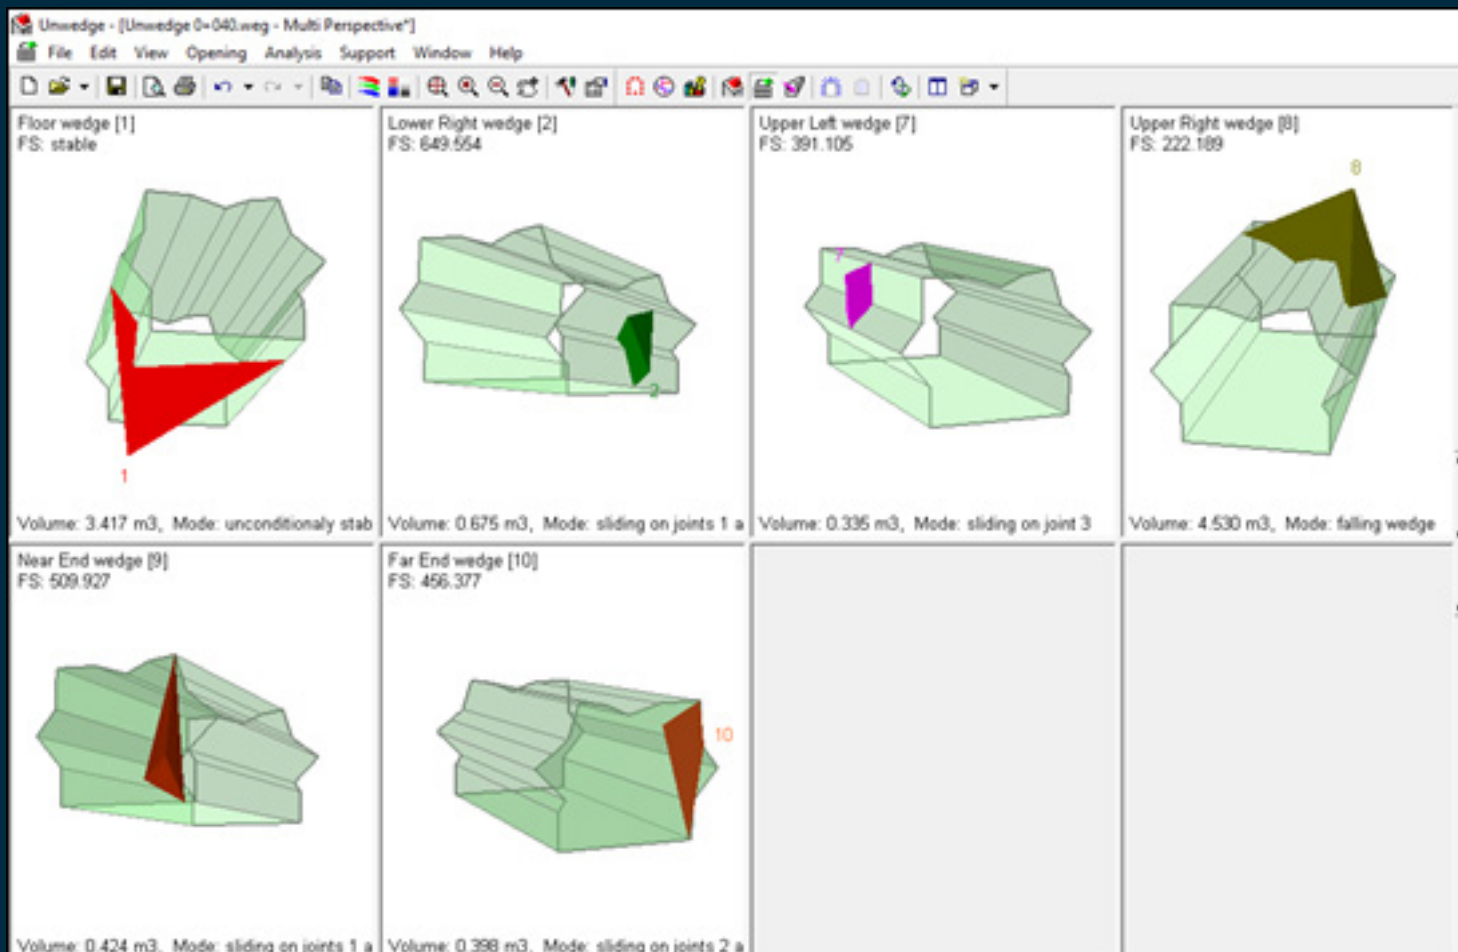 Unwedge - [Unwedge 0+040.weg - Multi Perspective*]
File Edit View Opening Analysis Support Window Help
Floor wedge [1]
FS: stable
1
Volume: 3.417 m3, Mode: unconditionaly stab
Lower Right wedge [2]
FS: 649.554
2
Volume: 0.675 m3, Mode: sliding on joints 1 a
Upper Left wedge [7]
FS: 391.105
7
Volume: 0.335 m3, Mode: sliding on joint 3
Upper Right wedge [8]
FS: 222.189
8
Volume: 4.530 m3, Mode: falling wedge
Near End wedge [9]
FS: 509.927
Volume: 0.424 m3, Mode: sliding on joints 1 a
Far End wedge [10]
FS: 456.377
10
Volume: 0.398 m3, Mode: sliding on joints 2 a